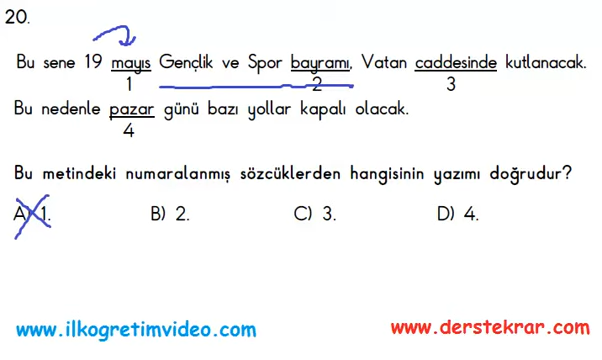 20.
Bu sene 19 mayıs Gençlik ve Spor bayramı, Vatan caddesinde kutlanacak.
1 2 3
Bu nedenle pazar günü bazı yollar kapalı olacak.
4
Bu metindeki numaralanmış sözcüklerden hangisinin yazımı doğrudur?
A) 1. B) 2. C) 3. D) 4.
www.ilkogretimvideo.com www.derstekrar.com